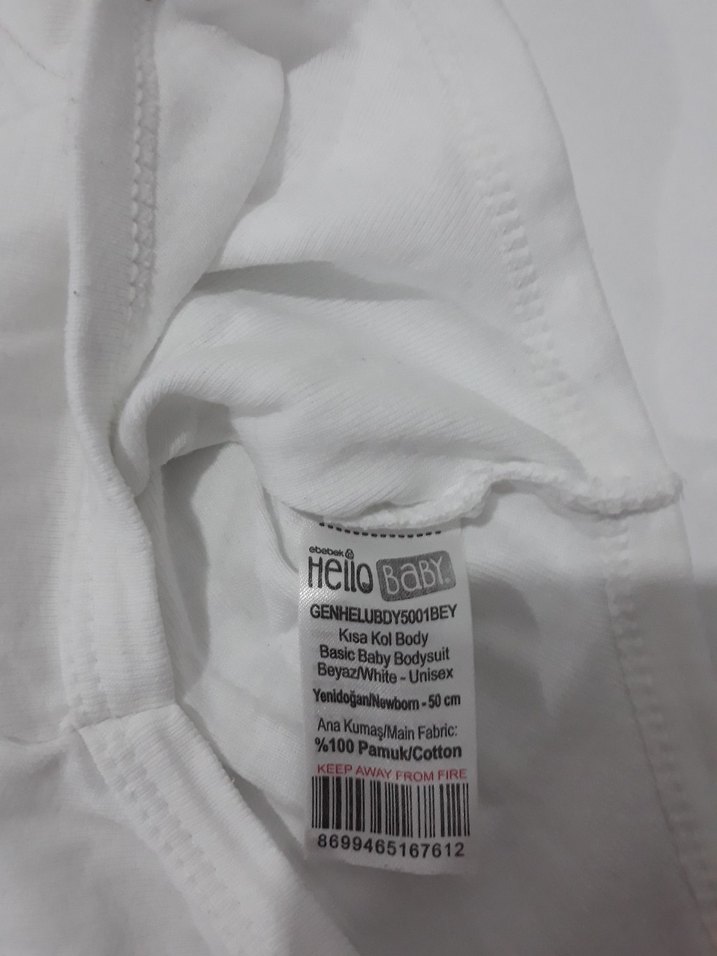 ebebek
Hello BaBY
GENHELUBDY5001BEY
Kısa Kol Body
Basic Baby Bodysuit
Beyaz/White - Unisex
Yenidoğan/Newborn - 50 cm
Ana Kumaş/Main Fabric:
%100 Pamuk/Cotton
KEEP AWAY FROM FIRE
8699465167612